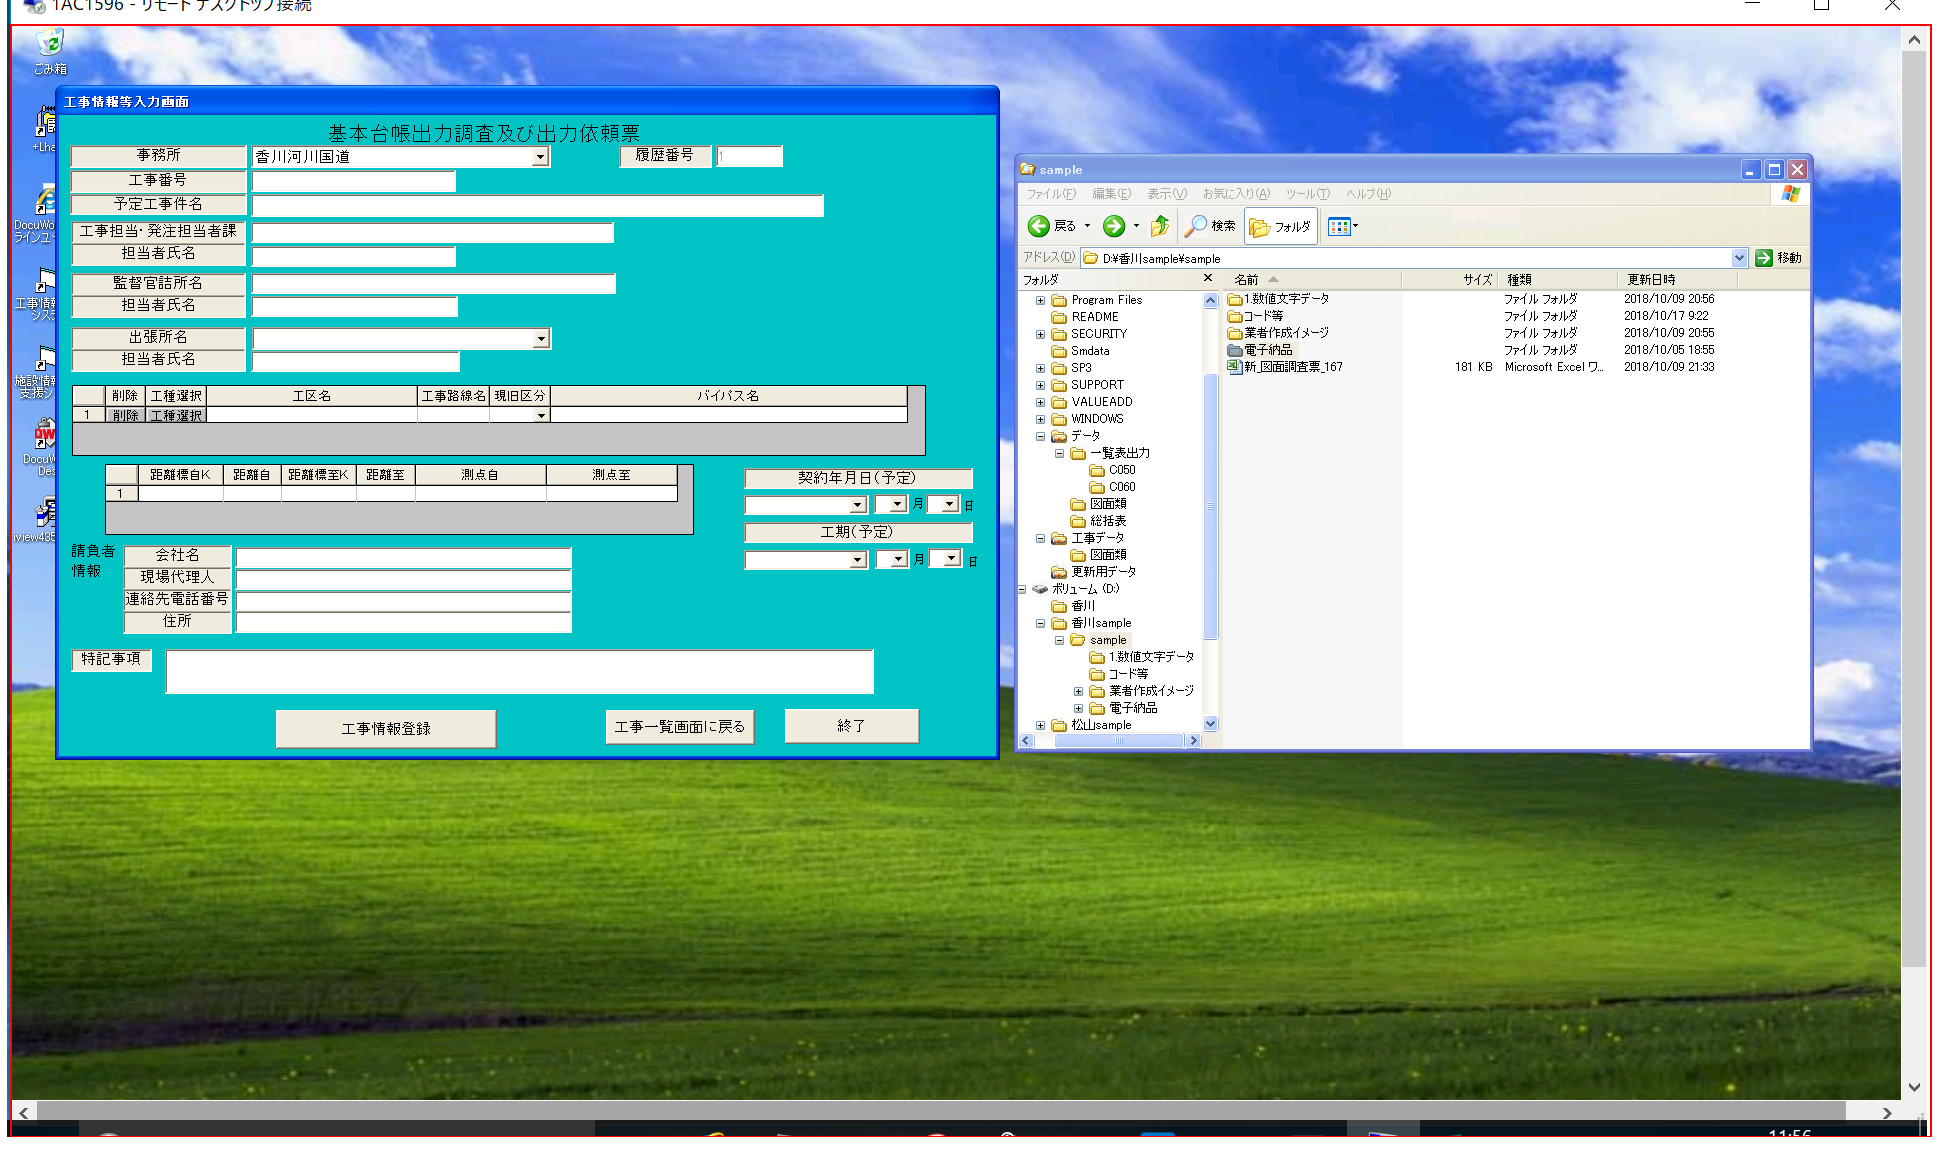 1AC1596 - リモート デスクトップ接続
ごみ箱
+Lha
DocuWo
ラインユー
工事情
シス
施設情
支援シ
DocuW
Des
iview485
工事情報等入力画面
基本台帳出力調査及び出力依頼票
事務所 香川河川国道 履歴番号 1
工事番号
予定工事件名
工事担当・発注担当者課
担当者氏名
監督官詰所名
担当者氏名
出張所名
担当者氏名
削除 工種選択 工区名 工事路線名 現旧区分 バイパス名
1 削除 工種選択
距離標自K 距離自 距離標至K 距離至 測点自 測点至
1
契約年月日(予定)
月 日
工期(予定)
月 日
請負者
情報
会社名
現場代理人
連絡先電話番号
住所
特記事項
工事情報登録 工事一覧画面に戻る 終了
sample
ファイル(F) 編集(E) 表示(V) お気に入り(A) ツール(T) ヘルプ(H)
戻る 検索 フォルダ
アドレス(D) D:¥香川sample¥sample 移動
フォルダ
Program Files
README
SECURITY
Smdata
SP3
SUPPORT
VALUEADD
WINDOWS
データ
一覧表出力
C050
C060
図面類
総括表
工事データ
図面類
更新用データ
ボリューム (D:)
香川
香川sample
sample
1.数値文字データ
コード等
業者作成イメージ
電子納品
松山sample
名前 サイズ 種類 更新日時
1.数値文字データ ファイル フォルダ 2018/10/09 20:56
コード等 ファイル フォルダ 2018/10/17 9:22
業者作成イメージ ファイル フォルダ 2018/10/09 20:55
電子納品 ファイル フォルダ 2018/10/05 18:55
新_図面調査票_167 181 KB Microsoft Excel ワ... 2018/10/09 21:33
11:56